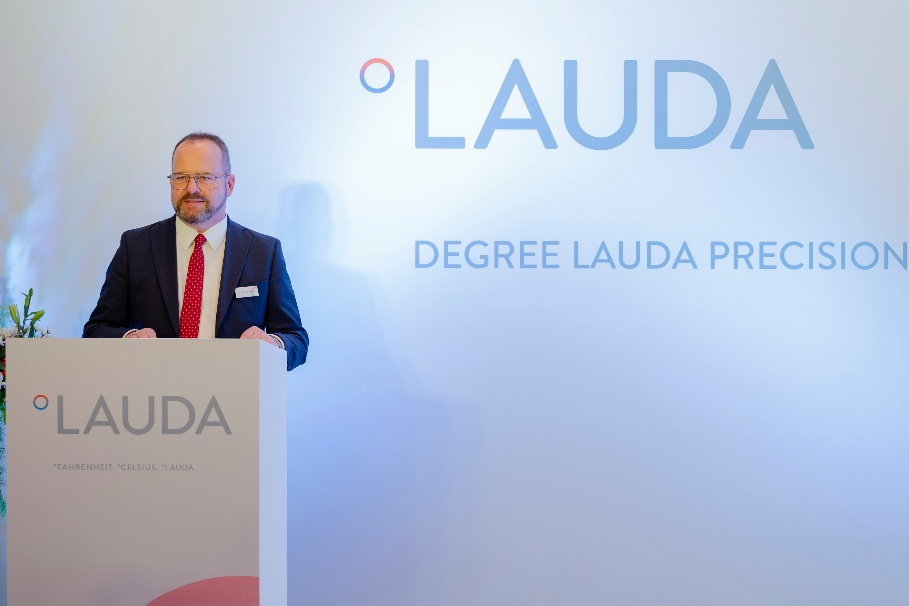 °LAUDA
DEGREE LAUDA PRECISION
°LAUDA
°FAHRENHEIT. °CELSIUS. °LAUDA.